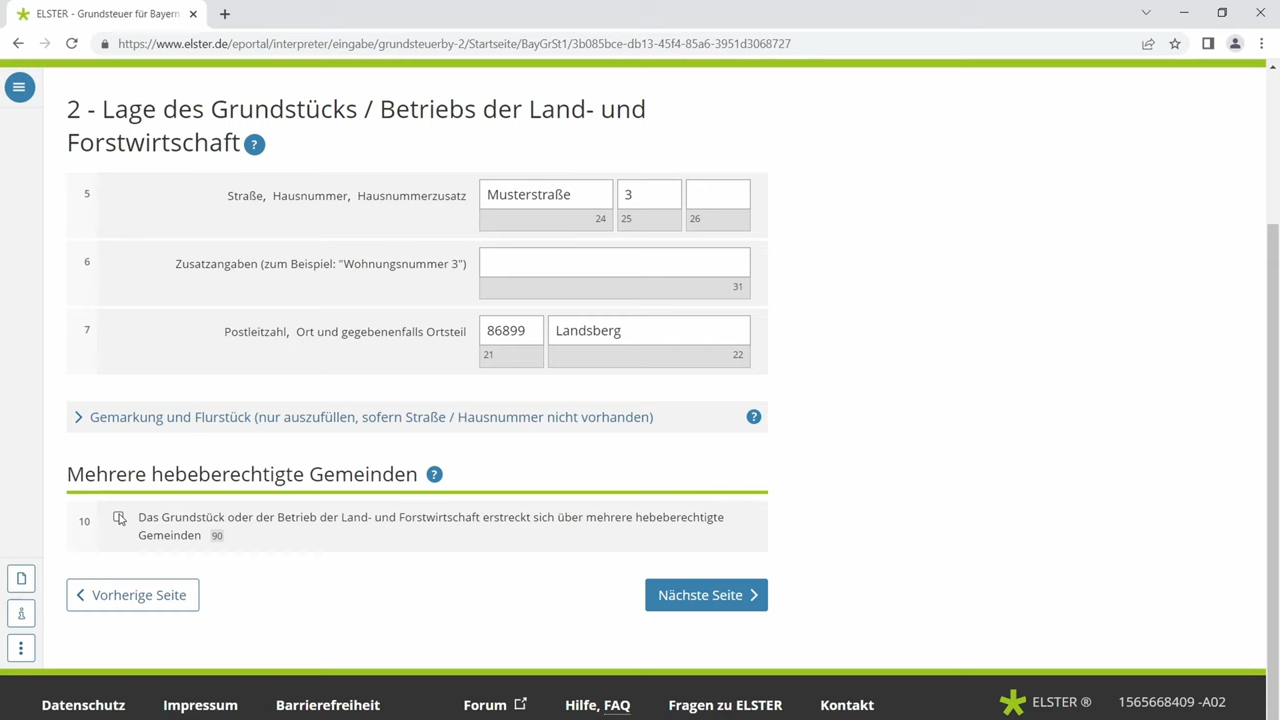 ELSTER - Grundsteuer für Bayern
https://www.elster.de/eportal/interpreter/eingabe/grundsteuerby-2/Startseite/BayGrSt1/3b085bce-db13-45f4-85a6-3951d3068727
2 - Lage des Grundstücks / Betriebs der Land- und
Forstwirtschaft ?
5 Straße, Hausnummer, Hausnummerzusatz Musterstraße 3
24 25 26
6 Zusatzangaben (zum Beispiel: "Wohnungsnummer 3")
31
7 Postleitzahl, Ort und gegebenenfalls Ortsteil 86899 Landsberg
21 22
Gemarkung und Flurstück (nur auszufüllen, sofern Straße / Hausnummer nicht vorhanden) ?
Mehrere hebeberechtigte Gemeinden ?
10 Das Grundstück oder der Betrieb der Land- und Forstwirtschaft erstreckt sich über mehrere hebeberechtigte
Gemeinden 90
Vorherige Seite Nächste Seite
Datenschutz Impressum Barrierefreiheit Forum Hilfe, FAQ Fragen zu ELSTER Kontakt ELSTER ® 1565668409 -A02